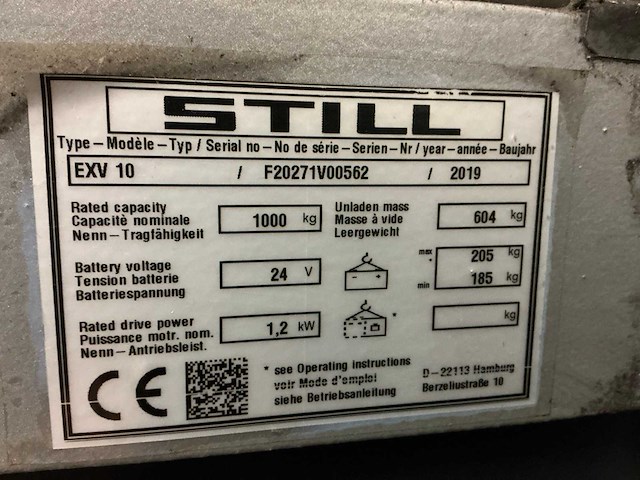 STILL
Type – Modèle – Typ / Serial no – No de série – Serien – Nr / year – année – Baujahr
EXV 10 / F20271V00562 / 2019
Rated capacity
Capacitè nominale
Nenn – Tragfähigkeit
1000 kg
Unladen mass
Masse à vide
Leergewicht
604 kg
Battery voltage
Tension batterie
Batteriespannung
24 V
- +
max
*
205 kg
min
185 kg
Rated drive power
Puissance motr. nom.
Nenn – Antriebsleist.
1,2 kW
*
kg
CE
* see Operating instructions
voir Mode d'emploi
siehe Betriebsanleitung
D – 22113 Hamburg
Berzeliustraße 10